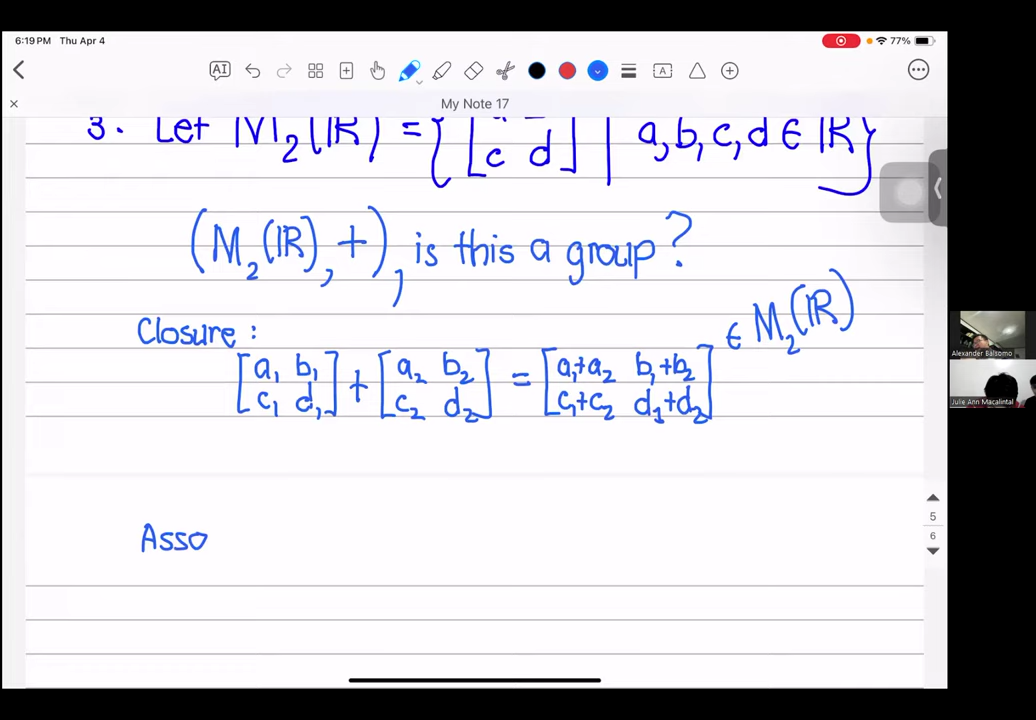 6:19 PM Thu Apr 4
77%
AI
A
My Note 17
3. Let M₂(ℝ) = { [ c d ] | a, b, c, d ∈ ℝ }
(M₂(ℝ), +), is this a group?
Closure :
[ a₁ b₁ ; c₁ d₁ ] + [ a₂ b₂ ; c₂ d₂ ] = [ a₁+a₂ b₁+b₂ ; c₁+c₂ d₁+d₂ ] ∈ M₂(ℝ)
Asso
5
6
Alexander Balsomo
Julie Ann Macalintal